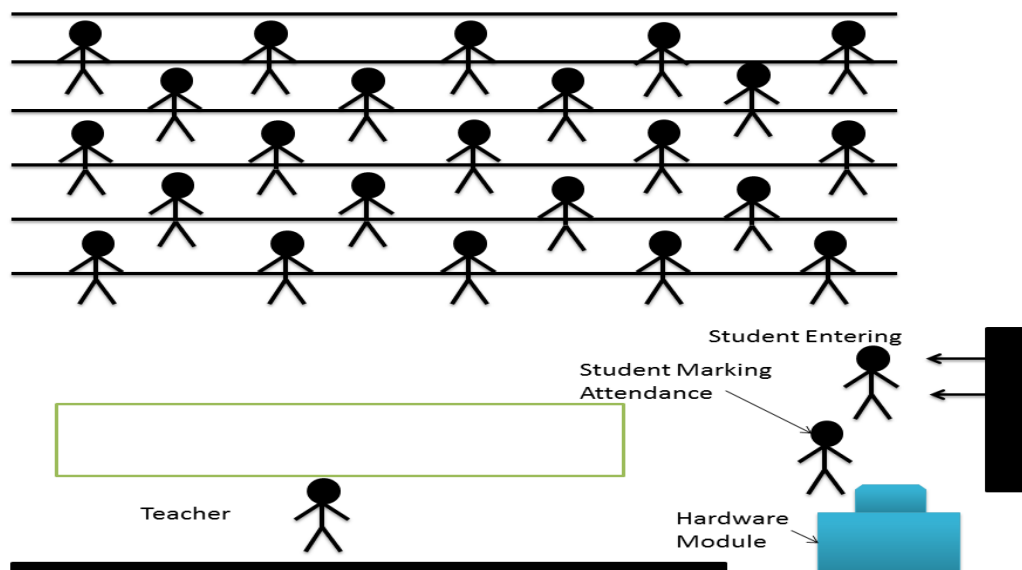 Student Entering
Student Marking
Attendance
Teacher
Hardware
Module